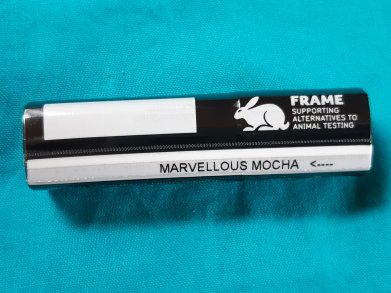 FRAME
SUPPORTING
ALTERNATIVES TO
ANIMAL TESTING
MARVELLOUS MOCHA <----